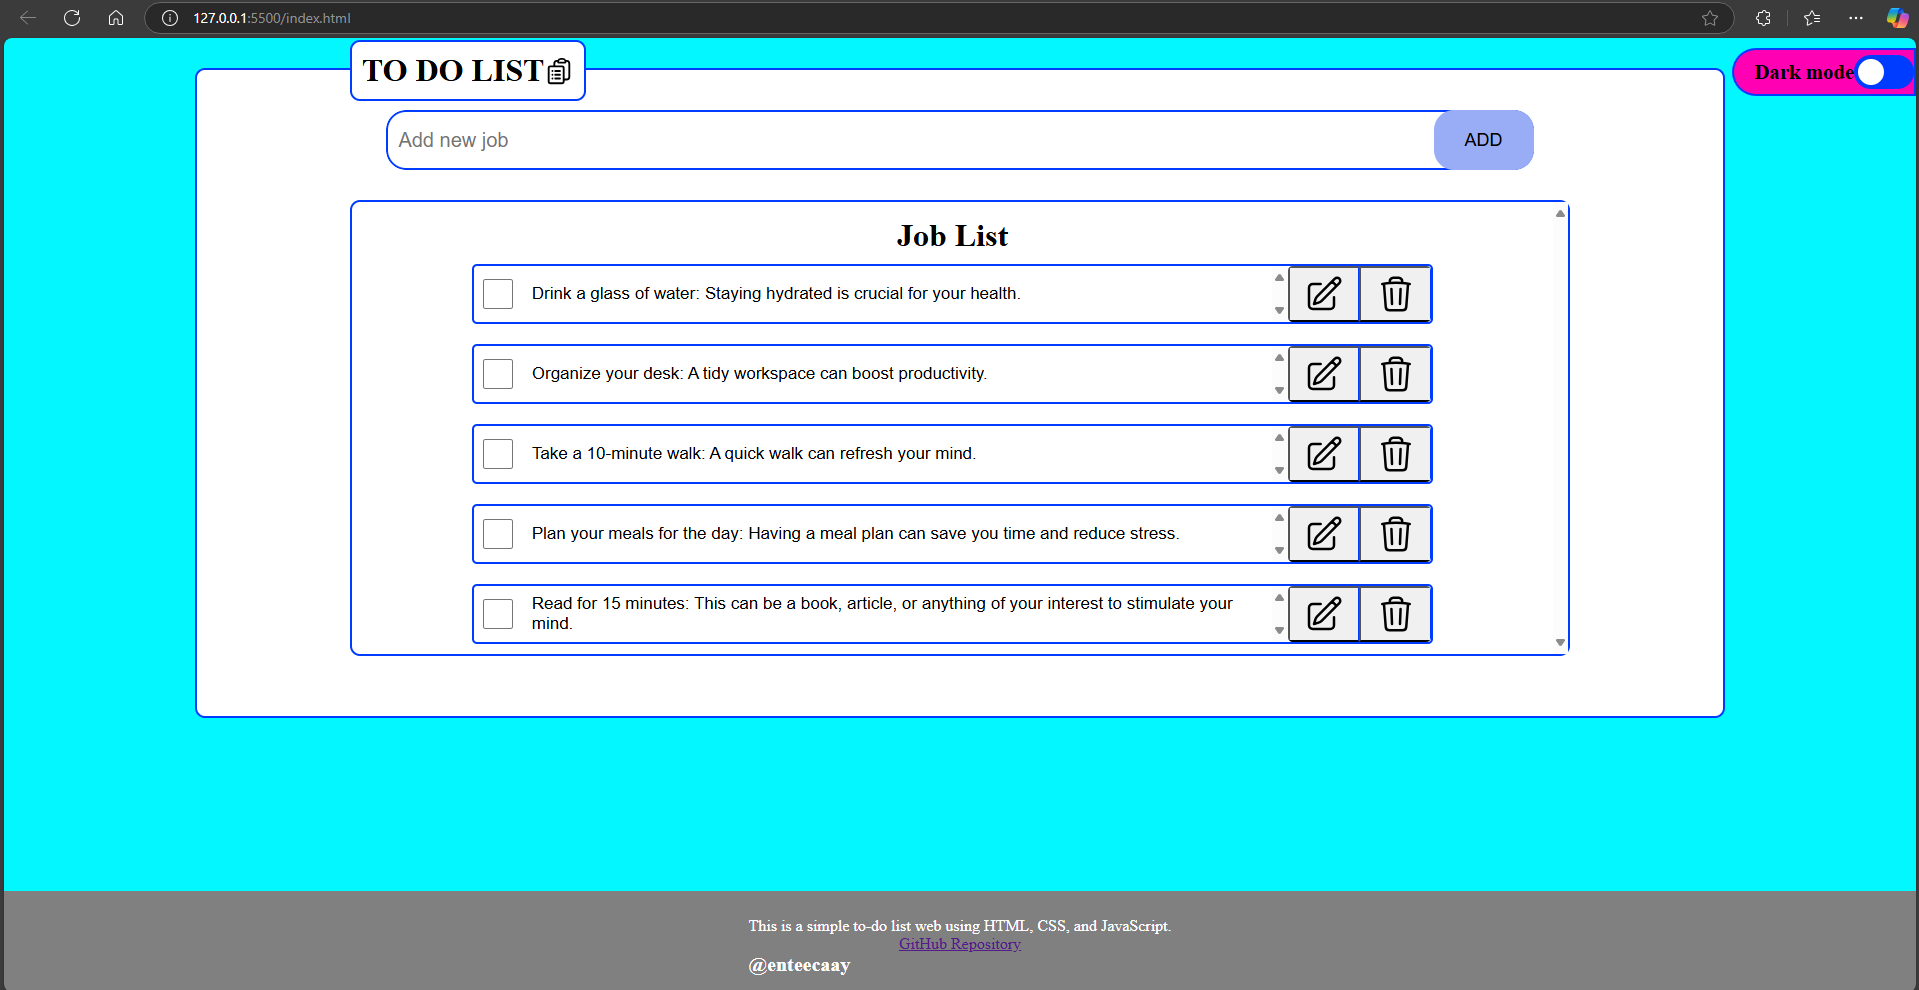 127.0.0.1:5500/index.html
TO DO LIST
Dark mode
Add new job
ADD
Job List
Drink a glass of water: Staying hydrated is crucial for your health.
Organize your desk: A tidy workspace can boost productivity.
Take a 10-minute walk: A quick walk can refresh your mind.
Plan your meals for the day: Having a meal plan can save you time and reduce stress.
Read for 15 minutes: This can be a book, article, or anything of your interest to stimulate your
mind.
This is a simple to-do list web using HTML, CSS, and JavaScript.
GitHub Repository
@enteecaay